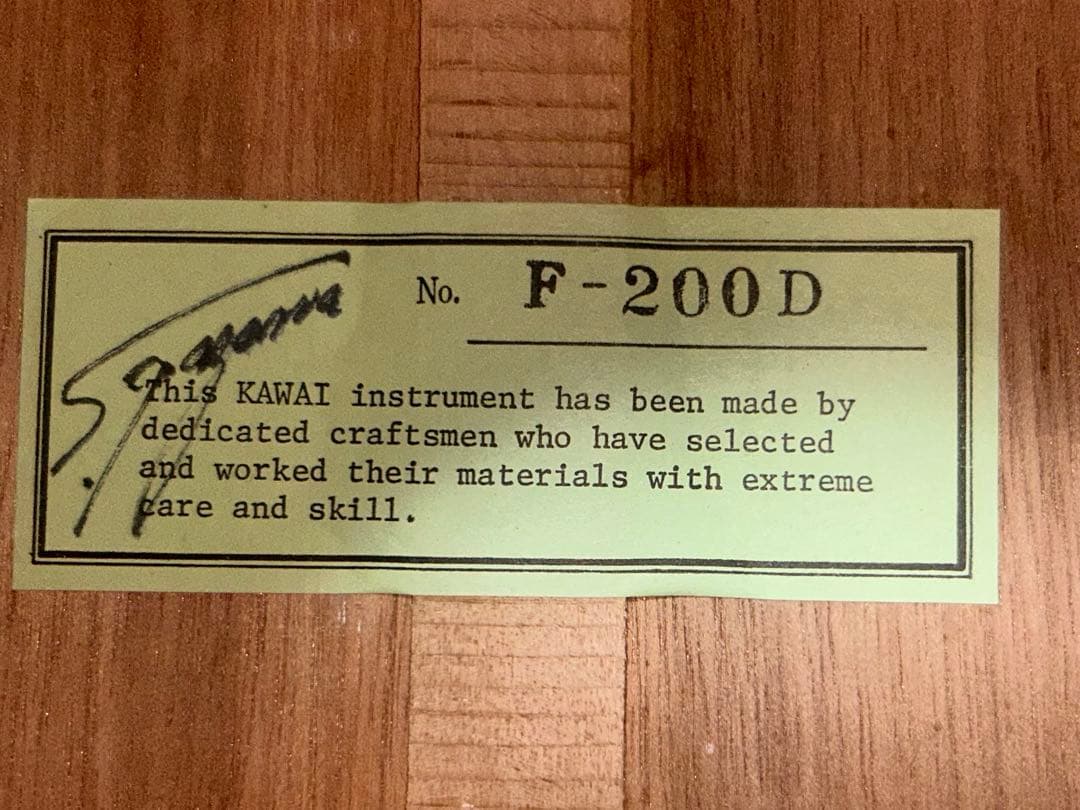 No. F-200D
This KAWAI instrument has been made by
dedicated craftsmen who have selected
and worked their materials with extreme
care and skill.